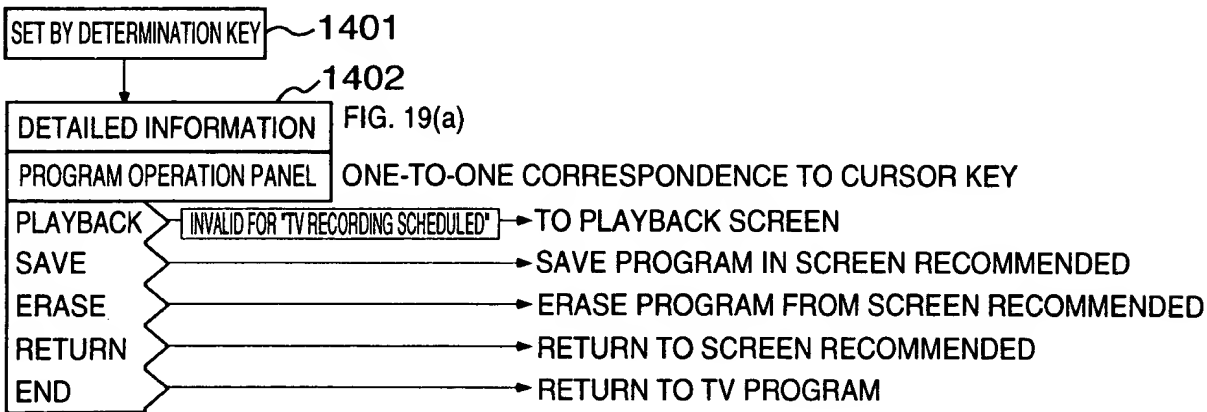 SET BY DETERMINATION KEY 1401
1402
DETAILED INFORMATION FIG. 19(a)
PROGRAM OPERATION PANEL ONE-TO-ONE CORRESPONDENCE TO CURSOR KEY
PLAYBACK INVALID FOR "TV RECORDING SCHEDULED" TO PLAYBACK SCREEN
SAVE SAVE PROGRAM IN SCREEN RECOMMENDED
ERASE ERASE PROGRAM FROM SCREEN RECOMMENDED
RETURN RETURN TO SCREEN RECOMMENDED
END RETURN TO TV PROGRAM